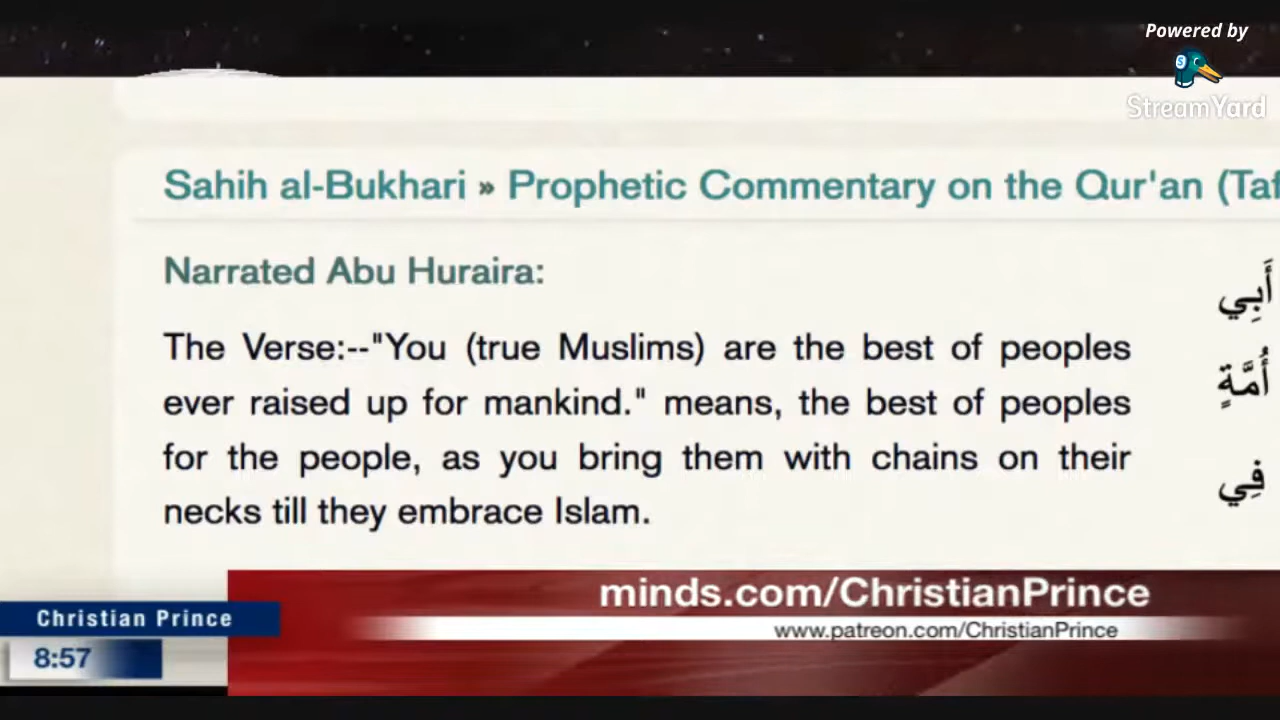 Powered by
StreamYard
Sahih al-Bukhari » Prophetic Commentary on the Qur'an (Taf
Narrated Abu Huraira:
The Verse:--"You (true Muslims) are the best of peoples
ever raised up for mankind." means, the best of peoples
for the people, as you bring them with chains on their
necks till they embrace Islam.
أَبِي
أُمَّةٍ
فِي
minds.com/ChristianPrince
www.patreon.com/ChristianPrince
Christian Prince
8:57